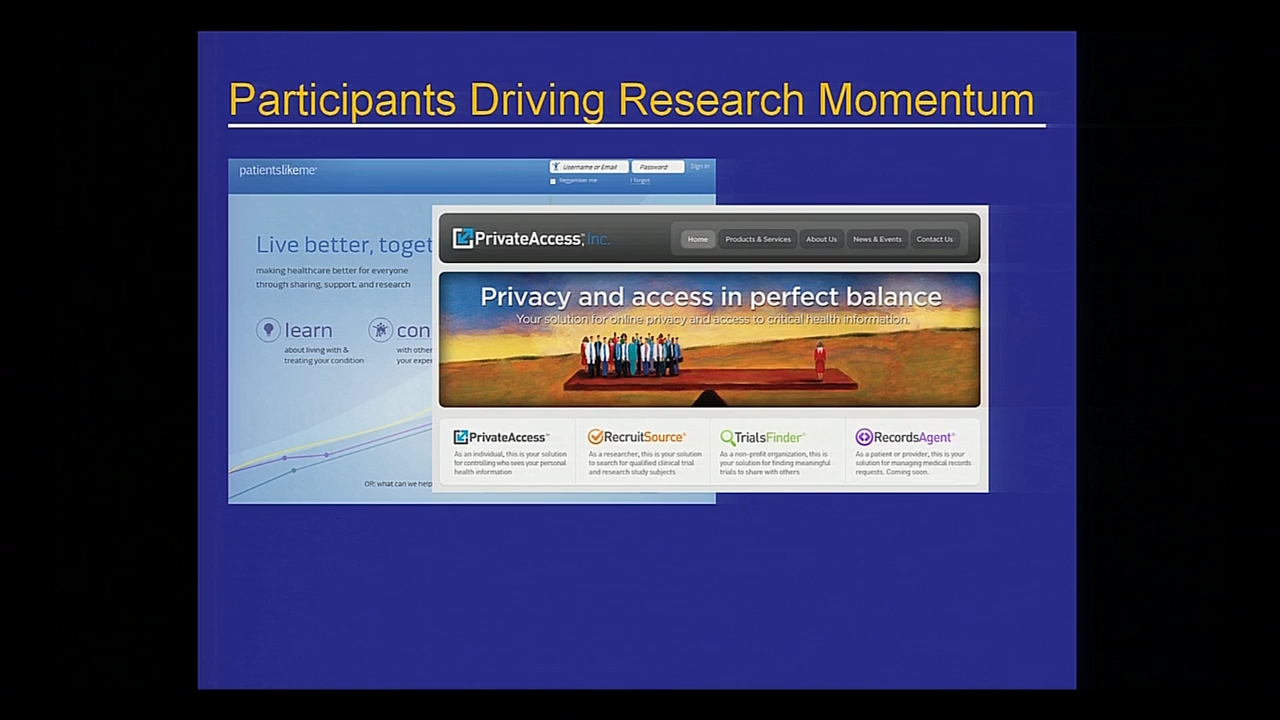 Participants Driving Research Momentum
patientslikeme
Username or Email
Password
Sign in
Remember me
I forgot
Live better, toget
making healthcare better for everyone
through sharing, support, and research
learn
about living with &
treating your condition
con
with other
your exper
OR: what can we help
PrivateAccess, Inc.
Home
Products & Services
About Us
News & Events
Contact Us
Privacy and access in perfect balance
Your solution for online privacy and access to critical health information.
PrivateAccess™
As an individual, this is your solution
for controlling who sees your personal
health information
RecruitSource®
As a researcher, this is your solution
to search for qualified clinical trial
and research study subjects
TrialsFinder®
As a non-profit organization, this is
your solution for finding meaningful
trials to share with others
RecordsAgent®
As a patient or provider, this is your
solution for managing medical records
requests. Coming soon.